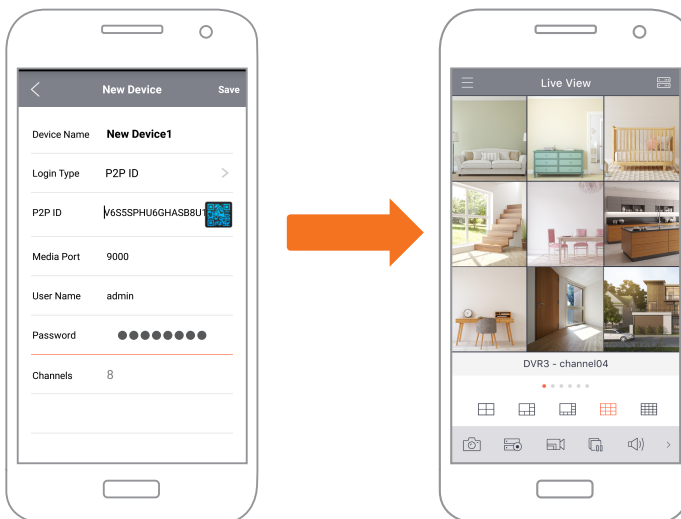 New Device
Save
Device Name New Device1
Login Type P2P ID
P2P ID V6S5SPHU6GHASB8U1
Media Port 9000
User Name admin
Password ●●●●●●●●
Channels 8
Live View
DVR3 - channel04